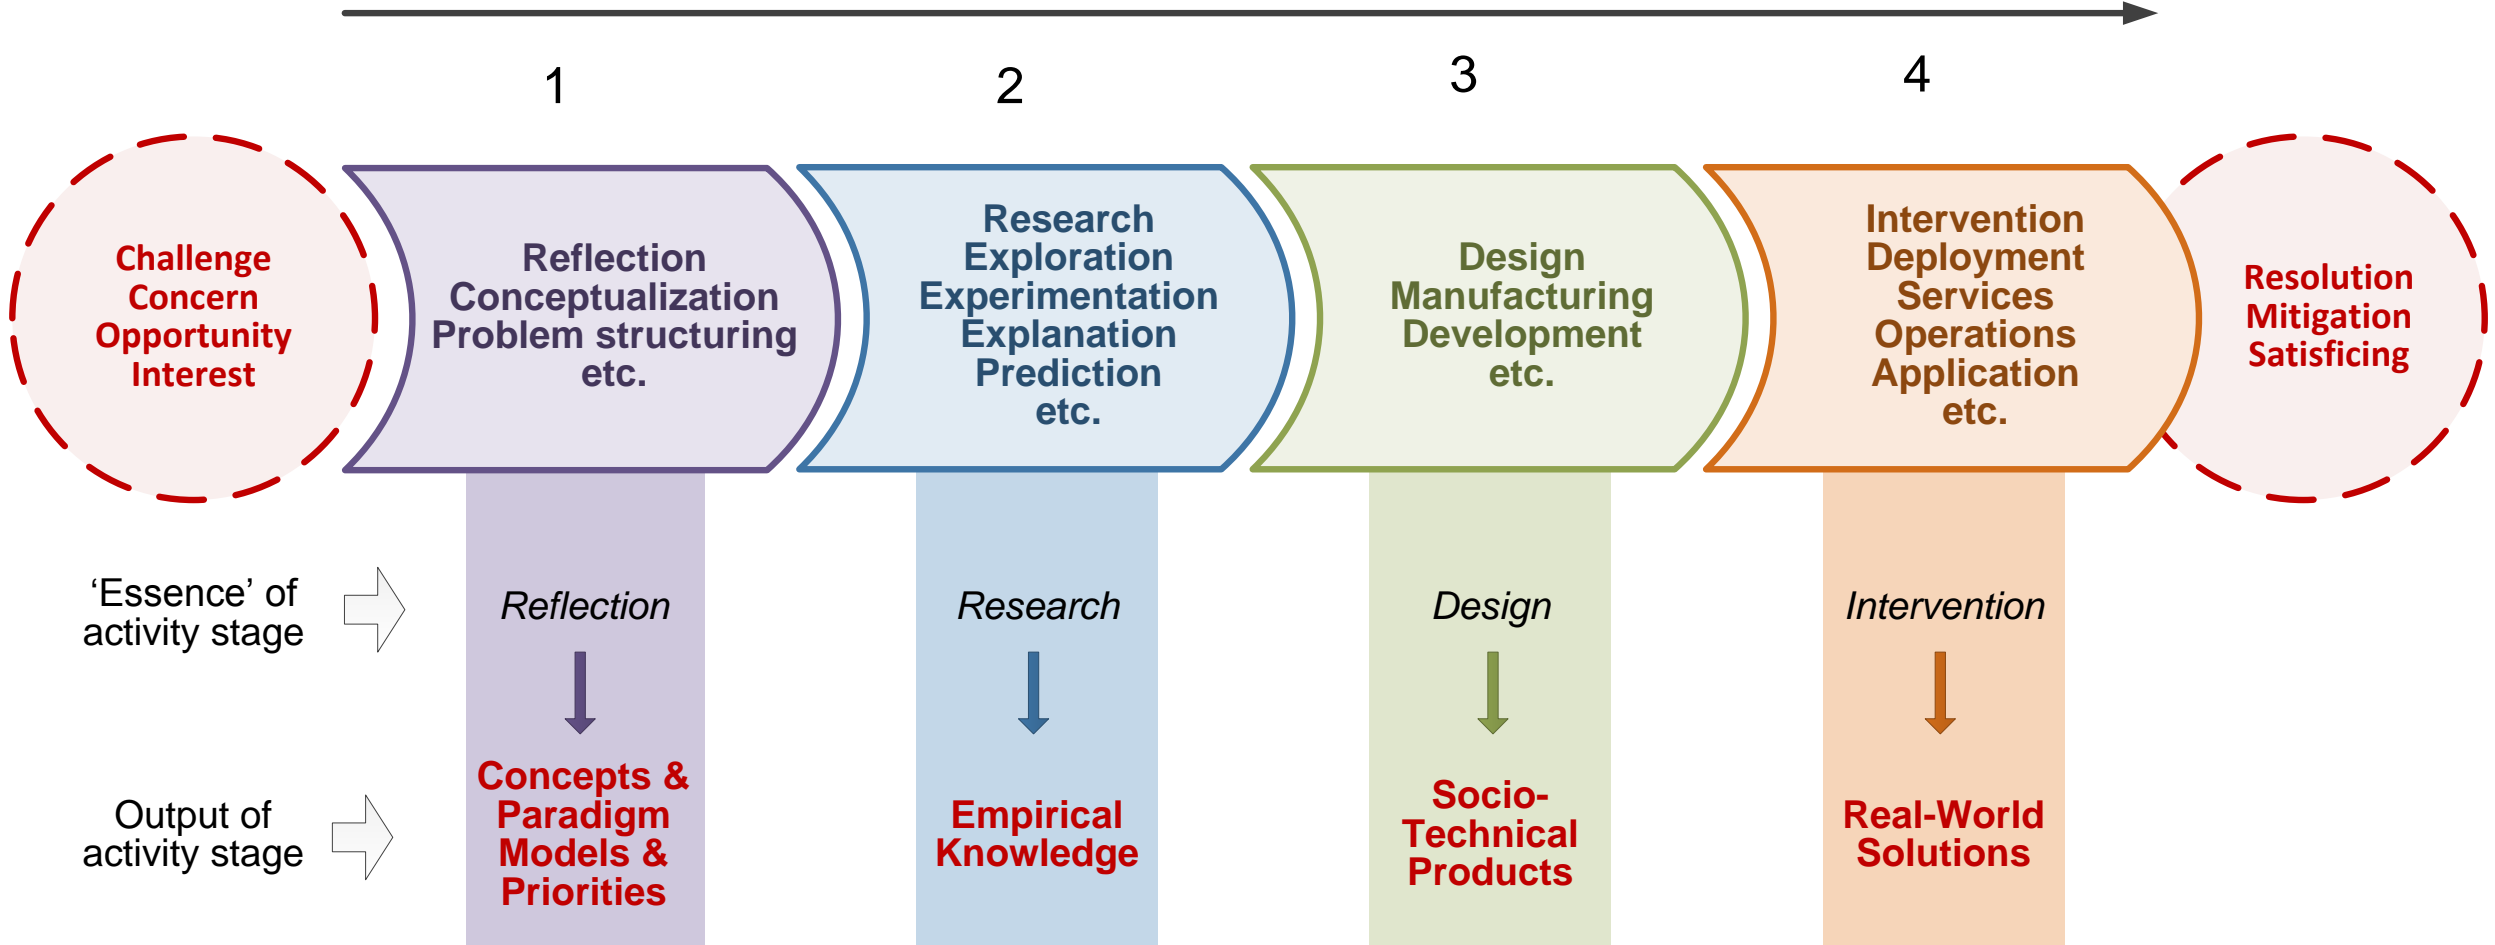 1
2
3
4
Challenge
Concern
Opportunity
Interest
Reflection
Conceptualization
Problem structuring
etc.
Research
Exploration
Experimentation
Explanation
Prediction
etc.
Design
Manufacturing
Development
etc.
Intervention
Deployment
Services
Operations
Application
etc.
Resolution
Mitigation
Satisficing
‘Essence’ of
activity stage
Reflection
Research
Design
Intervention
Output of
activity stage
Concepts &
Paradigm
Models &
Priorities
Empirical
Knowledge
Socio-
Technical
Products
Real-World
Solutions